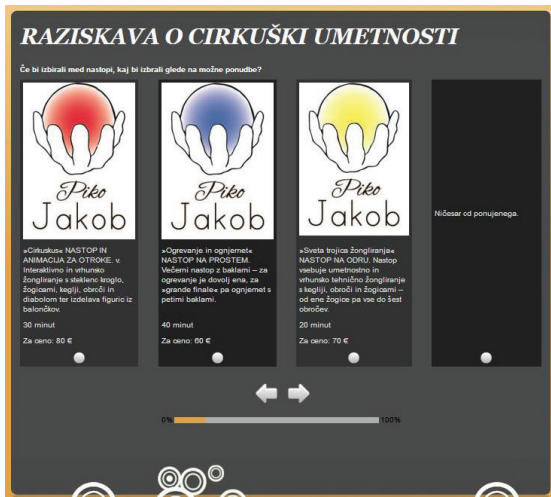 RAZISKAVA O CIRKUŠKI UMETNOSTI
Če bi izbirali med nastopi, kaj bi izbrali glede na možne ponudbe?
Piko
Jakob
»Cirkuskus« NASTOP IN
ANIMACIJA ZA OTROKE. v.
Interaktivno in vrhunsko
žongliranje s stekleno kroglo,
žogicami, keglji, obroči in
diabolom ter izdelava figuric iz
balončkov.
30 minut
Za ceno: 80 €
Piko
Jakob
»Ogrevanje in ognjemet«
NASTOP NA PROSTEM.
Večerni nastop z baklami – za
ogrevanje je dovolj ena, za
»grande finale« pa ognjemet s
petimi baklami.
40 minut
Za ceno: 60 €
Piko
Jakob
»Sveta trojica žongliranja«
NASTOP NA ODRU. Nastop
vsebuje umetnostno in
vrhunsko tehnično žongliranje
s keglji, obroči in žogicami –
od ene žogice pa vse do šest
obročev.
20 minut
Za ceno: 70 €
Ničesar od ponujenega.
0%
100%